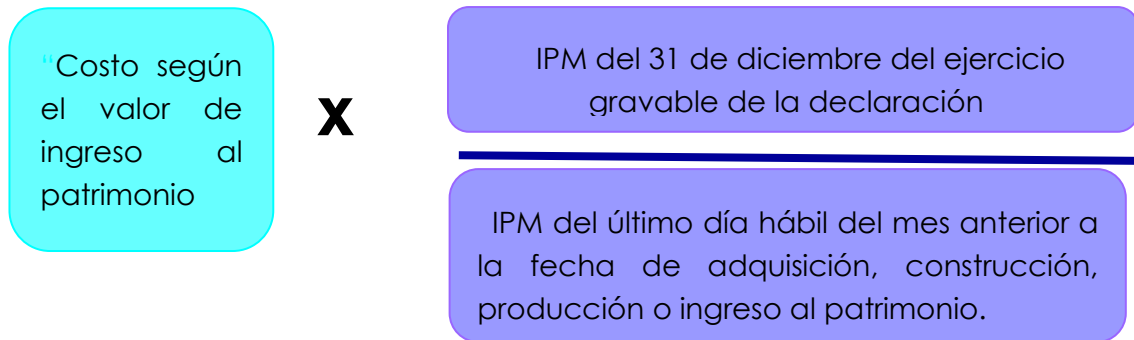 "Costo según
el valor de
ingreso al
patrimonio
X
IPM del 31 de diciembre del ejercicio
gravable de la declaración
IPM del último día hábil del mes anterior a
la fecha de adquisición, construcción,
producción o ingreso al patrimonio.